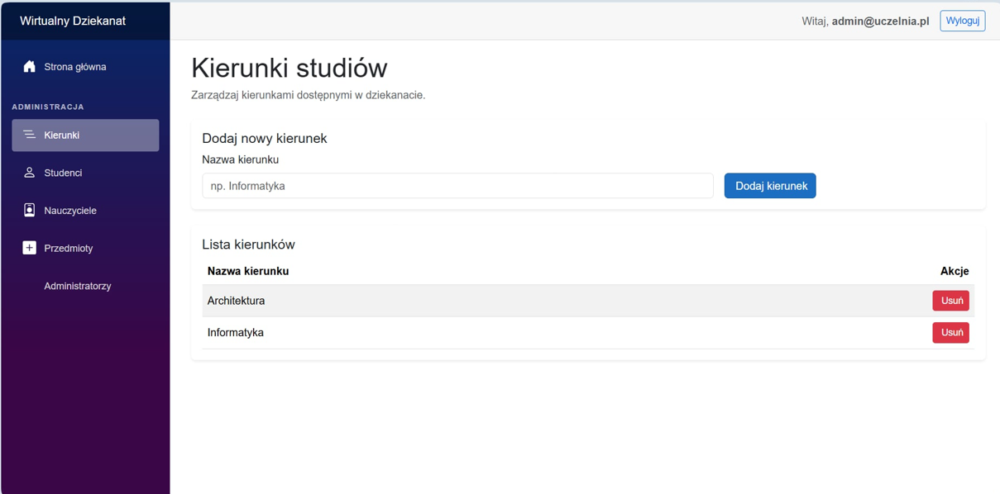 Wirtualny Dziekanat
Witaj, admin@uczelnia.pl Wyloguj
Strona główna
ADMINISTRACJA
Kierunki
Studenci
Nauczyciele
Przedmioty
Administratorzy
Kierunki studiów
Zarządzaj kierunkami dostępnymi w dziekanacie.
Dodaj nowy kierunek
Nazwa kierunku
np. Informatyka Dodaj kierunek
Lista kierunków
Nazwa kierunku Akcje
Architektura Usuń
Informatyka Usuń